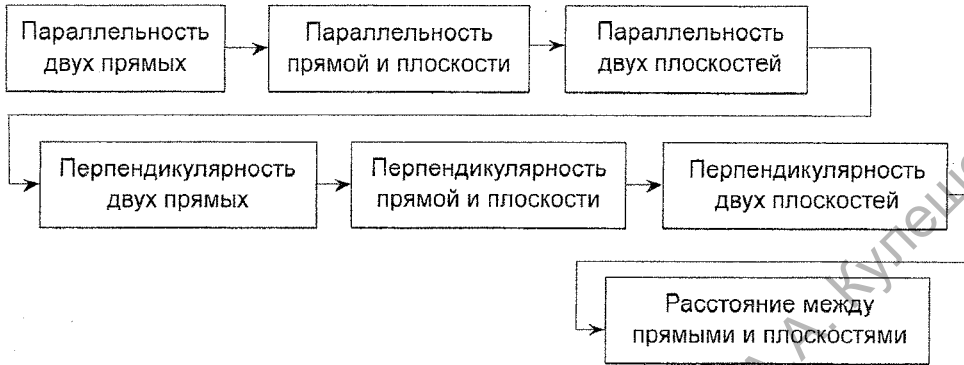 Параллельность
двух прямых
Параллельность
прямой и плоскости
Параллельность
двух плоскостей
Перпендикулярность
двух прямых
Перпендикулярность
прямой и плоскости
Перпендикулярность
двух плоскостей
Расстояние между
прямыми и плоскостями
А. Кулешо